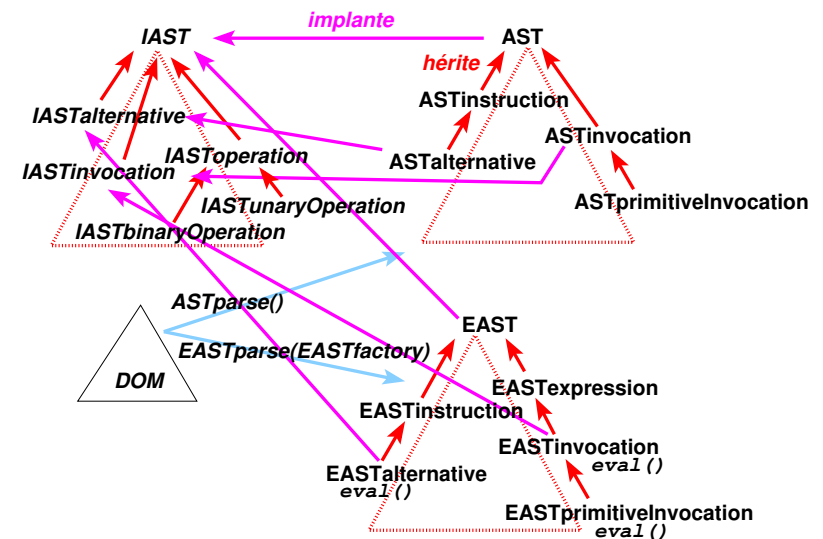 implante
IAST
AST
hérite
ASTinstruction
IASTalternative
ASTinvocation
IASToperation
ASTalternative
IASTinvocation
ASTprimitiveInvocation
IASTunaryOperation
IASTbinaryOperation
ASTparse()
EAST
EASTparse(EASTfactory)
DOM
EASTexpression
EASTinstruction
EASTinvocation
eval()
EASTalternative
eval()
EASTprimitiveInvocation
eval()